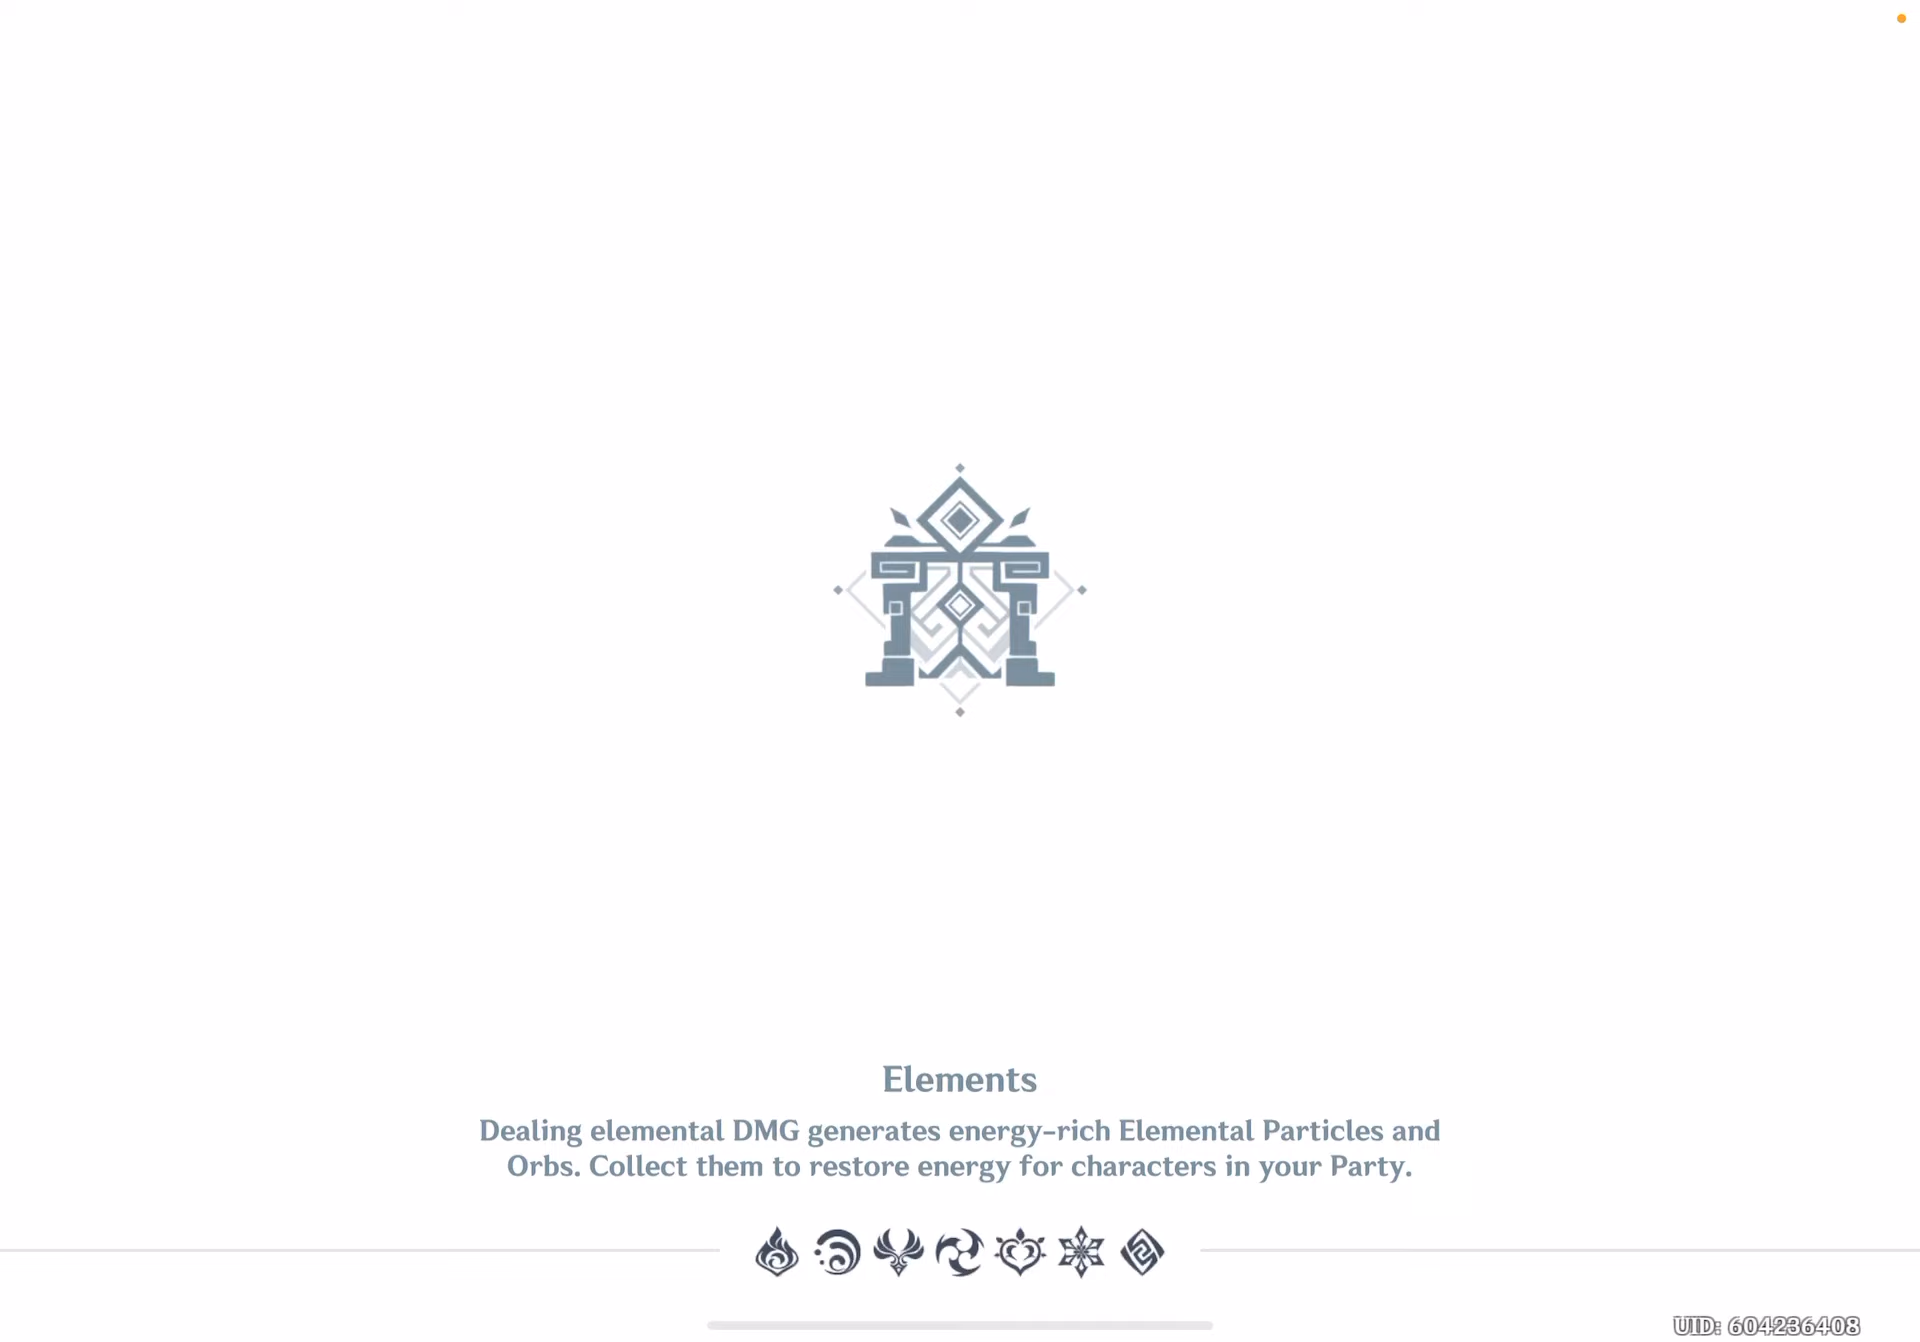 Elements
Dealing elemental DMG generates energy-rich Elemental Particles and
Orbs. Collect them to restore energy for characters in your Party.
UID: 604236408